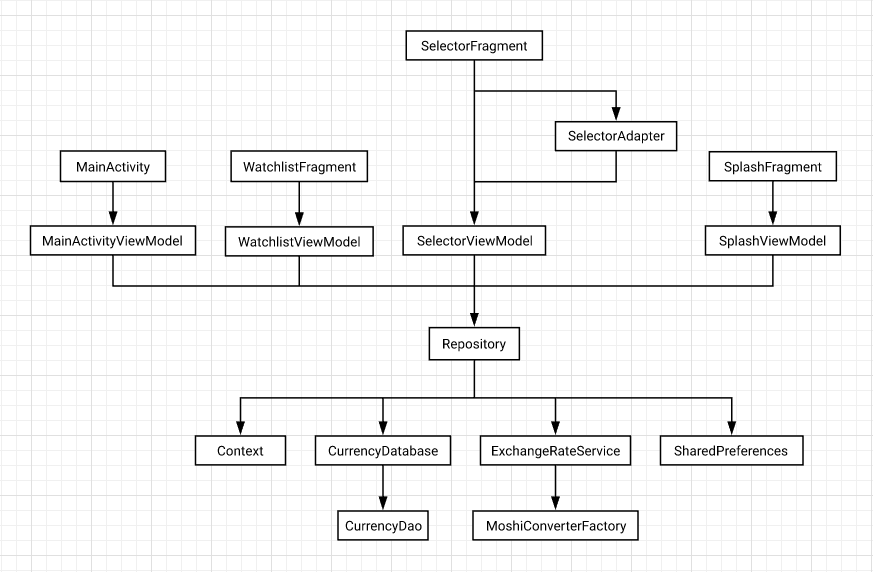 SelectorFragment
SelectorAdapter
MainActivity
WatchlistFragment
SplashFragment
MainActivityViewModel
WatchlistViewModel
SelectorViewModel
SplashViewModel
Repository
Context
CurrencyDatabase
ExchangeRateService
SharedPreferences
CurrencyDao
MoshiConverterFactory